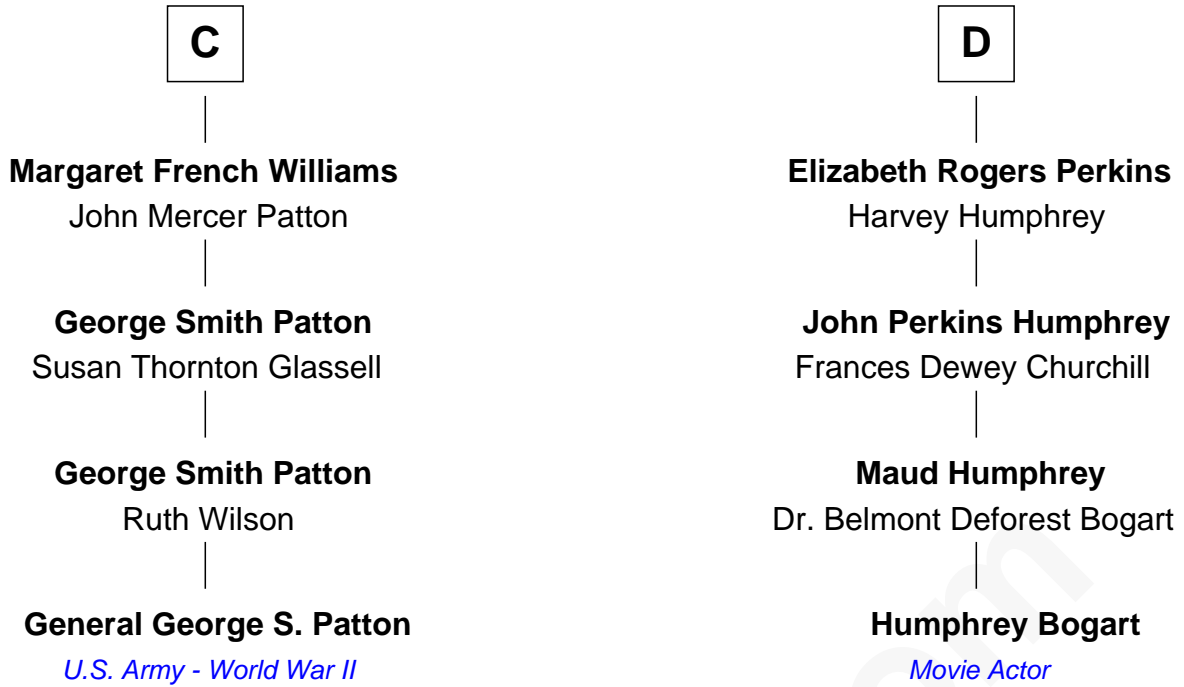 C
Margaret French Williams
John Mercer Patton
George Smith Patton
Susan Thornton Glassell
George Smith Patton
Ruth Wilson
General George S. Patton
U.S. Army - World War II
D
Elizabeth Rogers Perkins
Harvey Humphrey
John Perkins Humphrey
Frances Dewey Churchill
Maud Humphrey
Dr. Belmont Deforest Bogart
Humphrey Bogart
Movie Actor
om